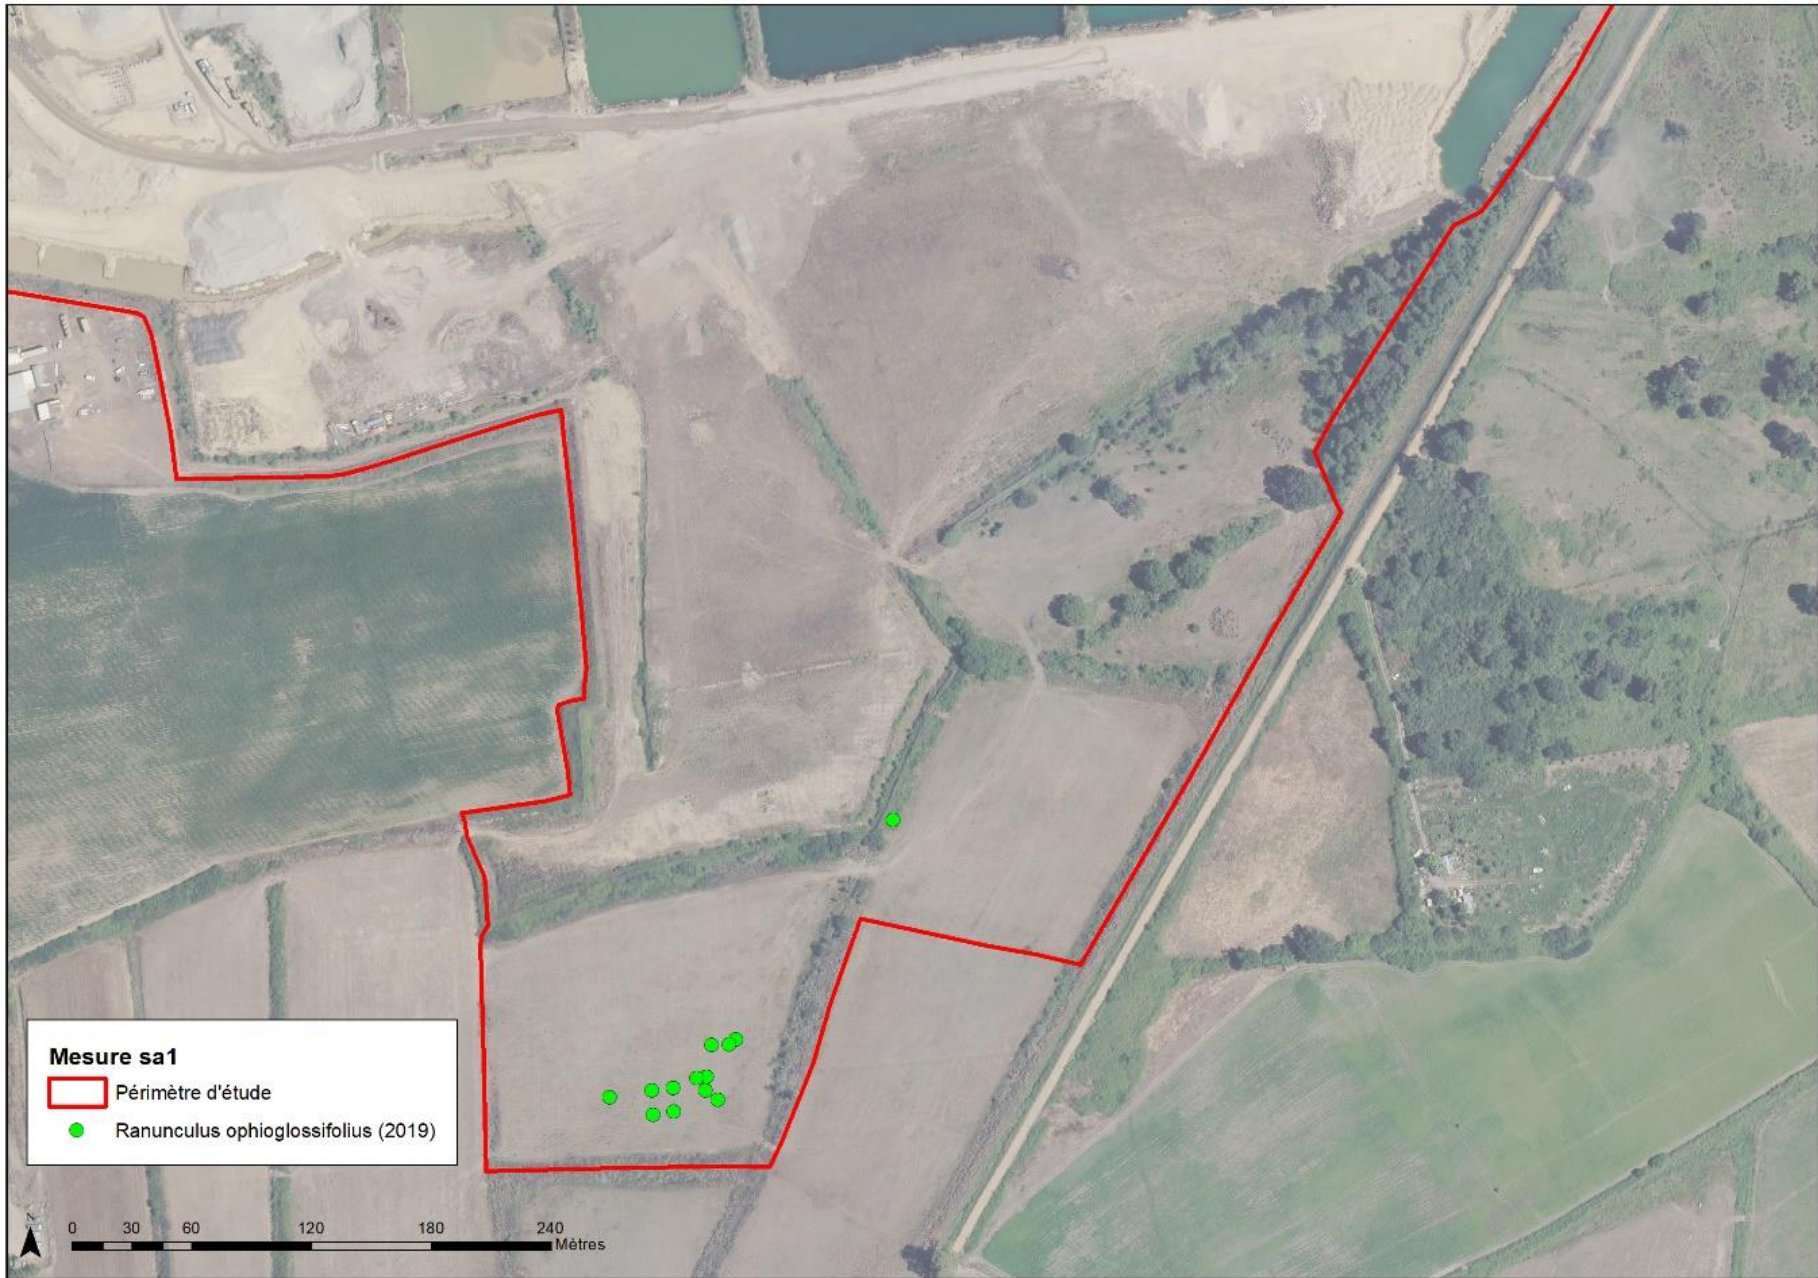 Mesure sa1
Périmètre d'étude
Ranunculus ophioglossifolius (2019)
N
0 30 60 120 180 240
Mètres